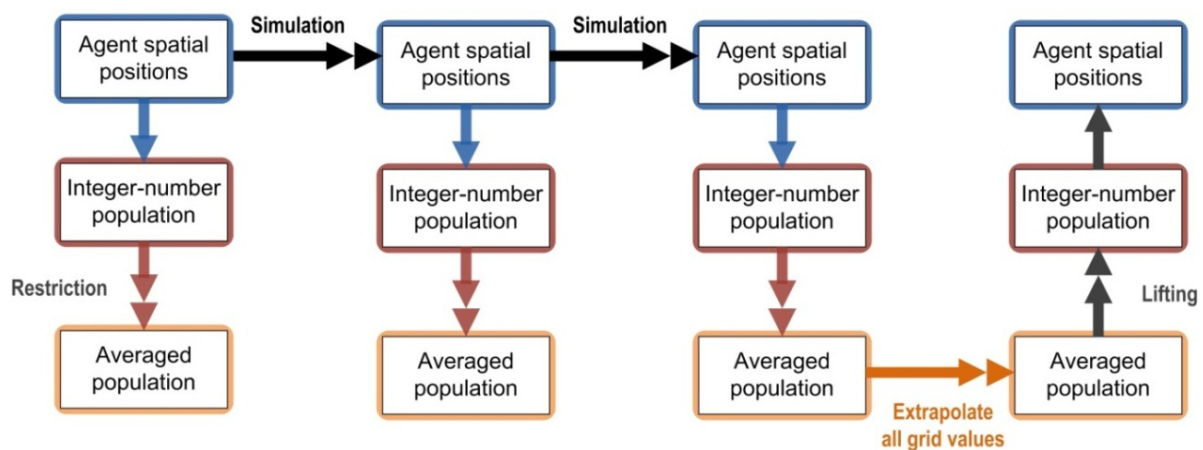 Simulation
Simulation
Agent spatial
positions
Agent spatial
positions
Agent spatial
positions
Agent spatial
positions
Integer-number
population
Integer-number
population
Integer-number
population
Integer-number
population
Restriction
Lifting
Averaged
population
Averaged
population
Averaged
population
Averaged
population
Extrapolate
all grid values